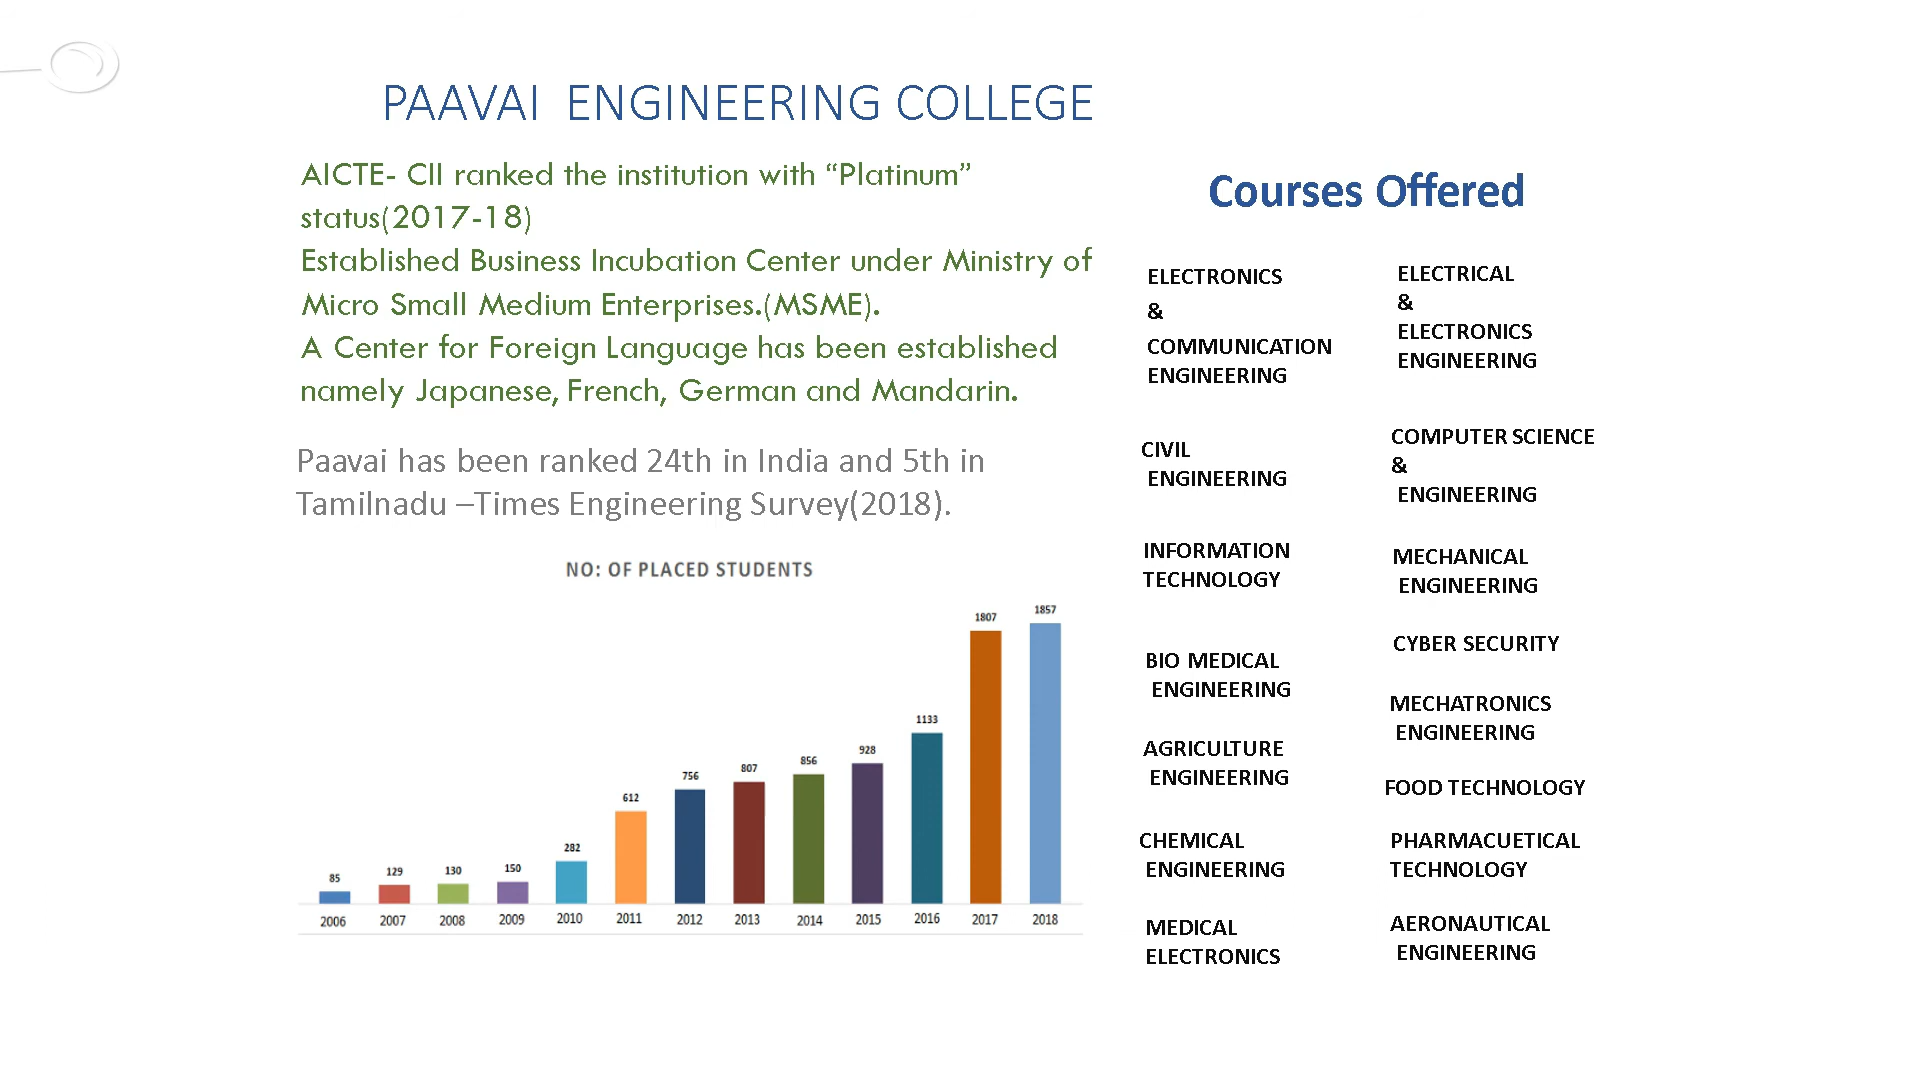 PAAVAI ENGINEERING COLLEGE
AICTE- CII ranked the institution with “Platinum”
status(2017-18)
Established Business Incubation Center under Ministry of
Micro Small Medium Enterprises.(MSME).
A Center for Foreign Language has been established
namely Japanese, French, German and Mandarin.
Paavai has been ranked 24th in India and 5th in
Tamilnadu –Times Engineering Survey(2018).
NO: OF PLACED STUDENTS
85 129 130 150 282 612 756 807 856 928 1133 1807 1857
2006 2007 2008 2009 2010 2011 2012 2013 2014 2015 2016 2017 2018
Courses Offered
ELECTRONICS
&
COMMUNICATION
ENGINEERING
CIVIL
ENGINEERING
INFORMATION
TECHNOLOGY
BIO MEDICAL
ENGINEERING
AGRICULTURE
ENGINEERING
CHEMICAL
ENGINEERING
MEDICAL
ELECTRONICS
ELECTRICAL
&
ELECTRONICS
ENGINEERING
COMPUTER SCIENCE
&
ENGINEERING
MECHANICAL
ENGINEERING
CYBER SECURITY
MECHATRONICS
ENGINEERING
FOOD TECHNOLOGY
PHARMACUETICAL
TECHNOLOGY
AERONAUTICAL
ENGINEERING